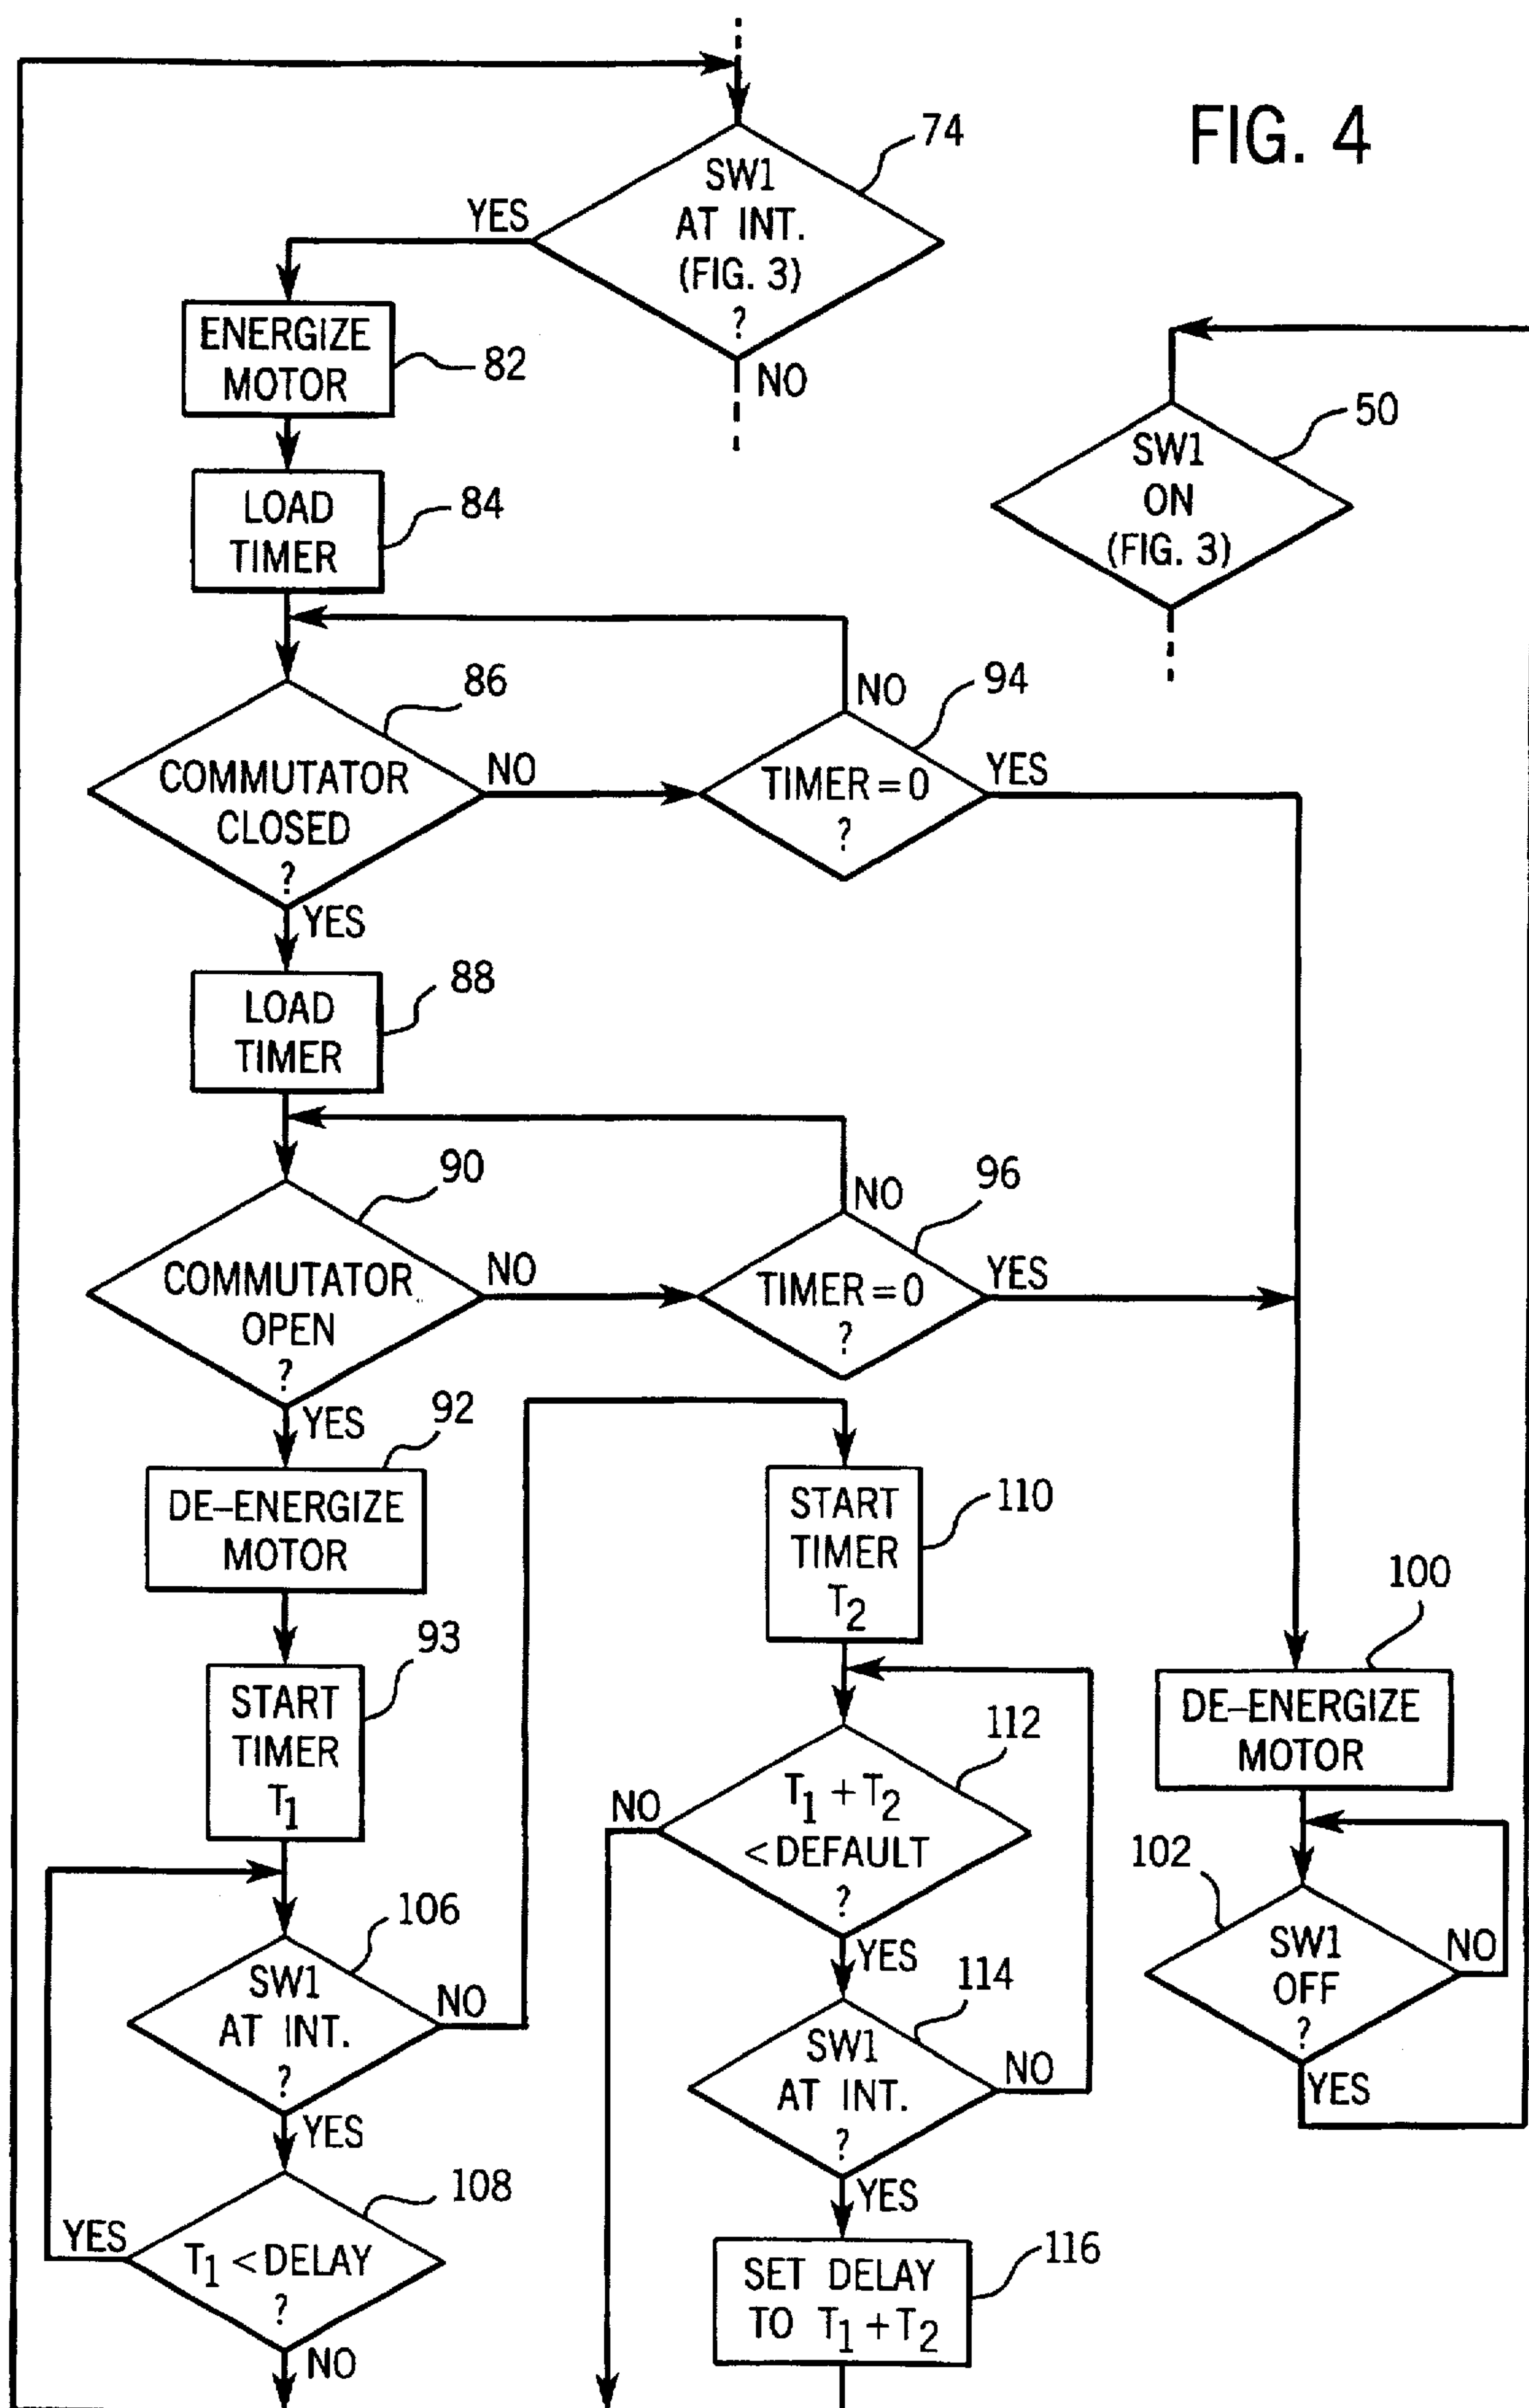 FIG. 4
74
SW1
AT INT.
(FIG. 3)
?
YES
NO
ENERGIZE
MOTOR
82
50
SW1
ON
(FIG. 3)
LOAD
TIMER
84
86
COMMUTATOR
CLOSED
?
NO
YES
94
NO
TIMER = 0
?
YES
LOAD
TIMER
88
90
COMMUTATOR
OPEN
?
NO
YES
96
NO
TIMER = 0
?
YES
92
DE-ENERGIZE
MOTOR
START
TIMER
T2
110
93
START
TIMER
T1
100
DE-ENERGIZE
MOTOR
112
T1 + T2
< DEFAULT
?
NO
YES
102
SW1
OFF
?
NO
YES
106
SW1
AT INT.
?
NO
YES
114
SW1
AT INT.
?
NO
YES
108
T1 < DELAY
?
YES
NO
SET DELAY
TO T1 + T2
116